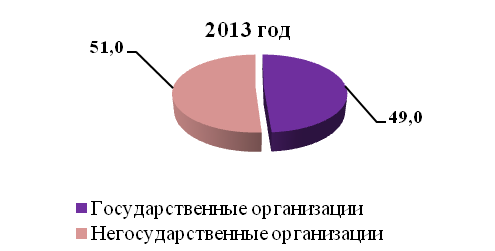 2013 год
51,0
49,0
Государственные организации
Негосударственные организации